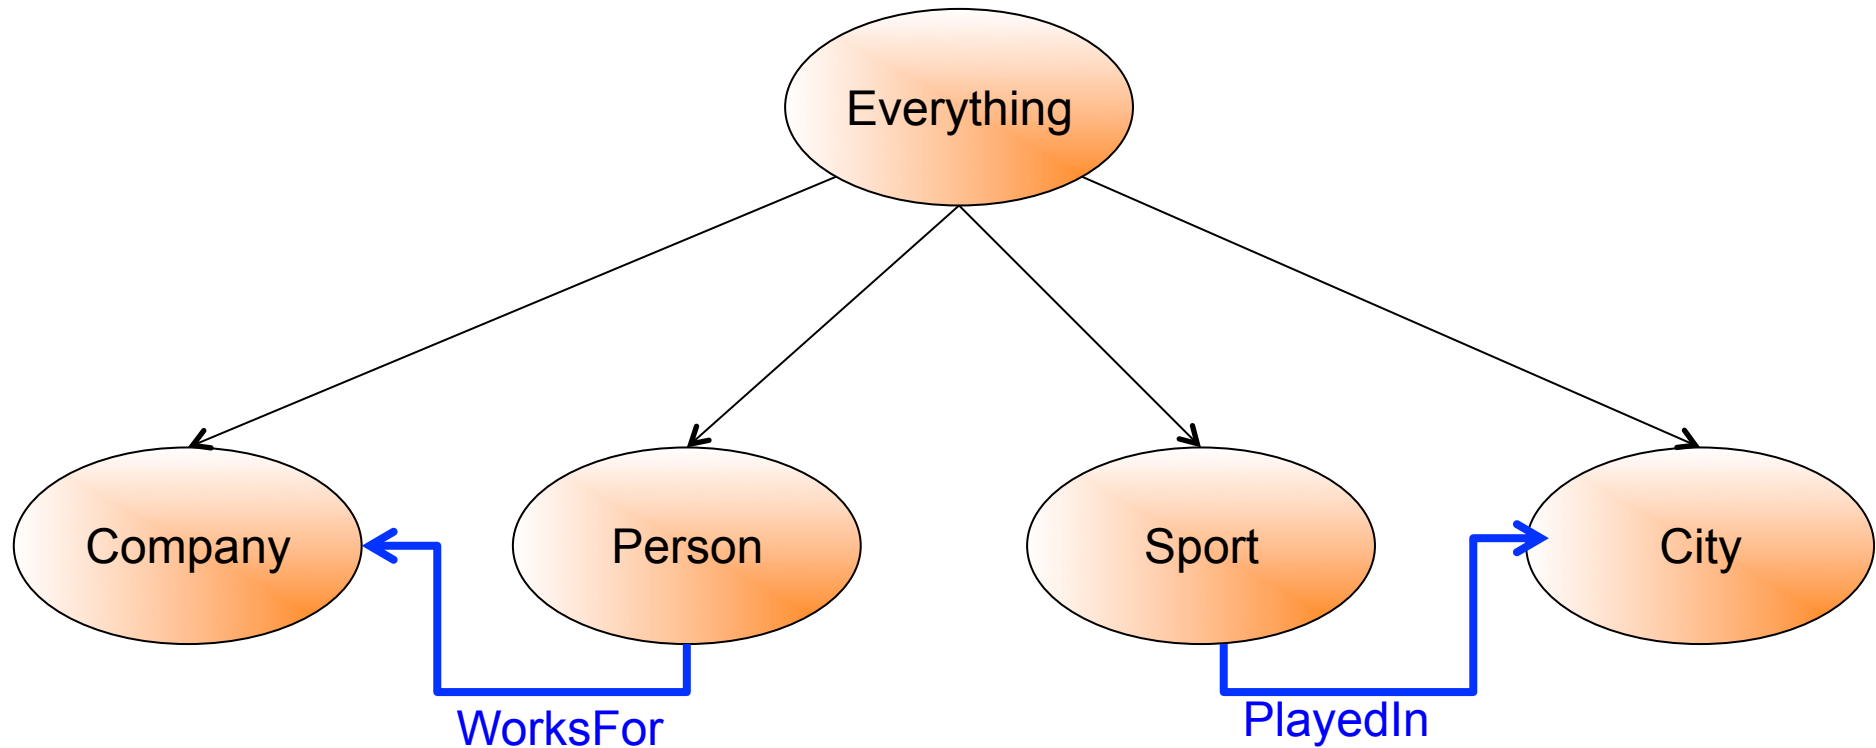 Everything
Company
Person
Sport
City
WorksFor
PlayedIn